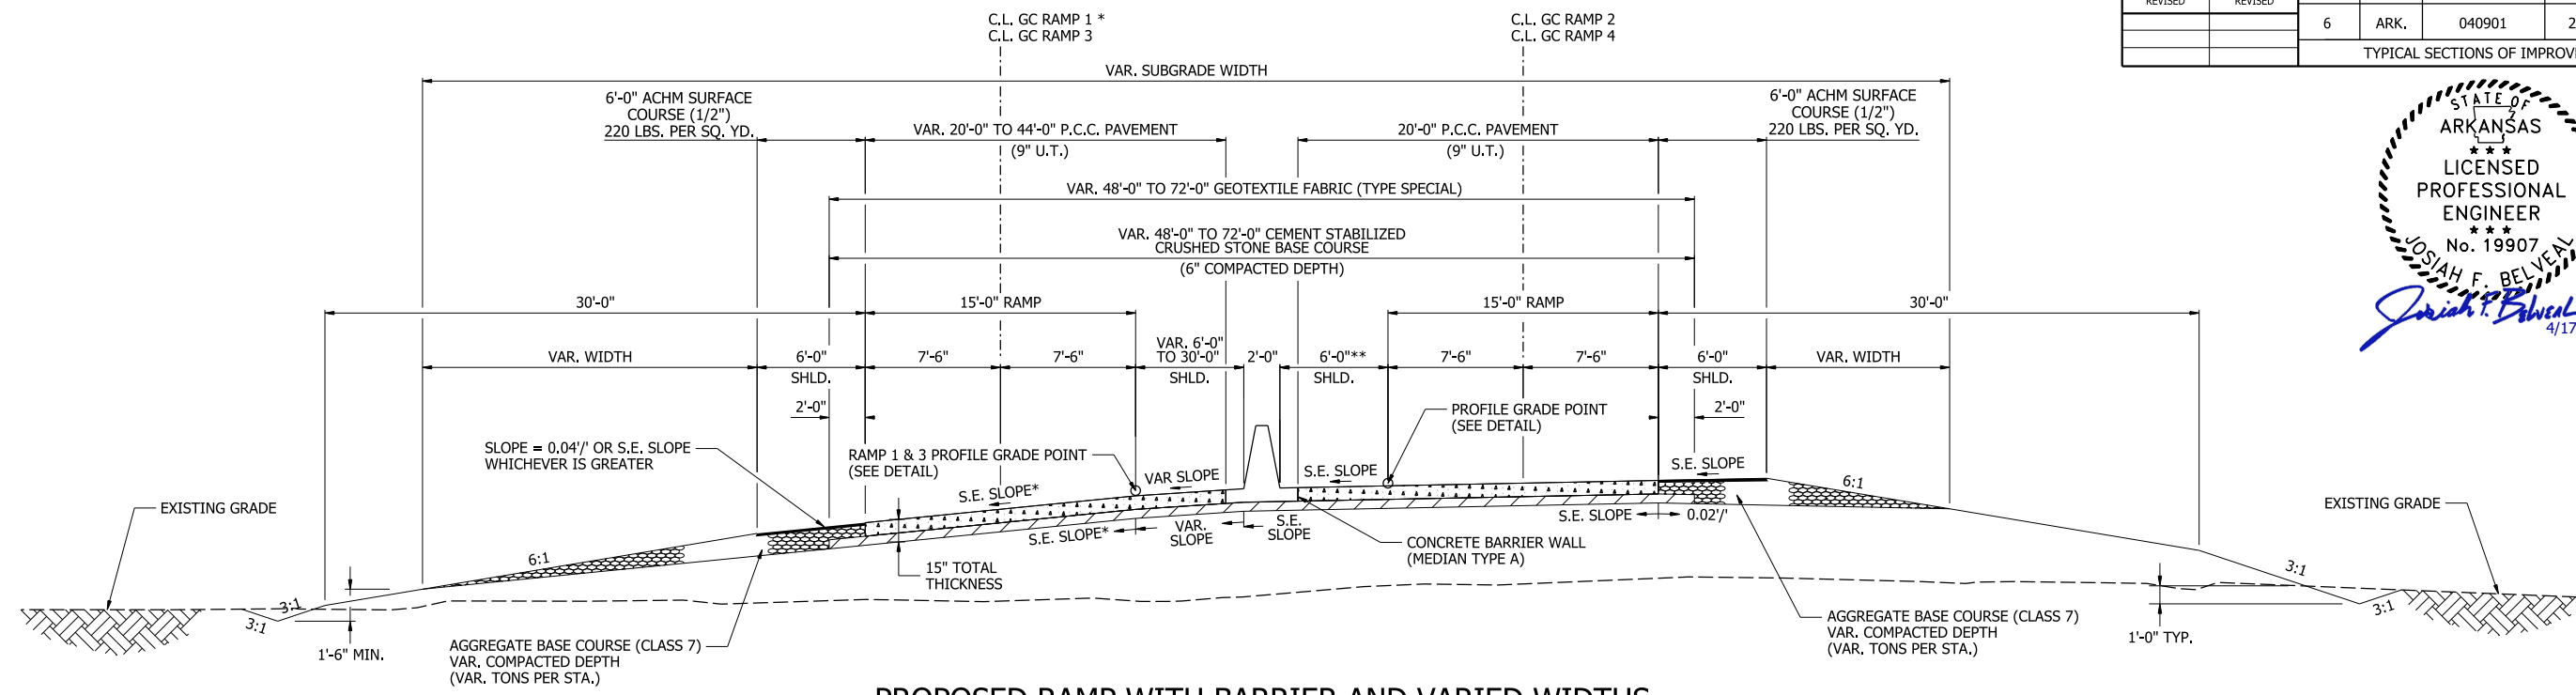 REVISED REVISED
6 ARK. 040901
TYPICAL SECTIONS OF
C.L. GC RAMP 1 *
C.L. GC RAMP 3
C.L. GC RAMP 2
C.L. GC RAMP 4
VAR. SUBGRADE WIDTH
6'-0" ACHM SURFACE
COURSE (1/2")
220 LBS. PER SQ. YD.
VAR. 20'-0" TO 44'-0" P.C.C. PAVEMENT
(9" U.T.)
20'-0" P.C.C. PAVEMENT
(9" U.T.)
6'-0" ACHM SURFACE
COURSE (1/2")
220 LBS. PER SQ. YD.
STATE OF
ARKANSAS
* * *
LICENSED
PROFESSIONAL
ENGINEER
* * *
No. 19907
JOSIAH F. BELVEAL
Josiah F. Belveal
4/17
VAR. 48'-0" TO 72'-0" GEOTEXTILE FABRIC (TYPE SPECIAL)
VAR. 48'-0" TO 72'-0" CEMENT STABILIZED
CRUSHED STONE BASE COURSE
(6" COMPACTED DEPTH)
30'-0" 15'-0" RAMP 15'-0" RAMP 30'-0"
VAR. WIDTH
6'-0"
SHLD.
7'-6" 7'-6"
VAR. 6'-0"
TO 30'-0"
SHLD.
2'-0"
6'-0"**
SHLD.
7'-6" 7'-6"
6'-0"
SHLD.
VAR. WIDTH
2'-0" 2'-0"
PROFILE GRADE POINT
(SEE DETAIL)
SLOPE = 0.04'/' OR S.E. SLOPE
WHICHEVER IS GREATER
RAMP 1 & 3 PROFILE GRADE POINT
(SEE DETAIL)
VAR SLOPE
S.E. SLOPE
S.E. SLOPE
S.E. SLOPE*
6:1
EXISTING GRADE
EXISTING GRADE
S.E. SLOPE*
VAR.
SLOPE
S.E.
SLOPE
S.E. SLOPE 0.02'/'
CONCRETE BARRIER WALL
(MEDIAN TYPE A)
6:1
15" TOTAL
THICKNESS
3:1
3:1
3:1
3:1
1'-6" MIN.
AGGREGATE BASE COURSE (CLASS 7)
VAR. COMPACTED DEPTH
(VAR. TONS PER STA.)
AGGREGATE BASE COURSE (CLASS 7)
VAR. COMPACTED DEPTH
(VAR. TONS PER STA.)
1'-0" TYP.
PROPOSED RAMP WITH BARRIER AND VARIED WIDTHS